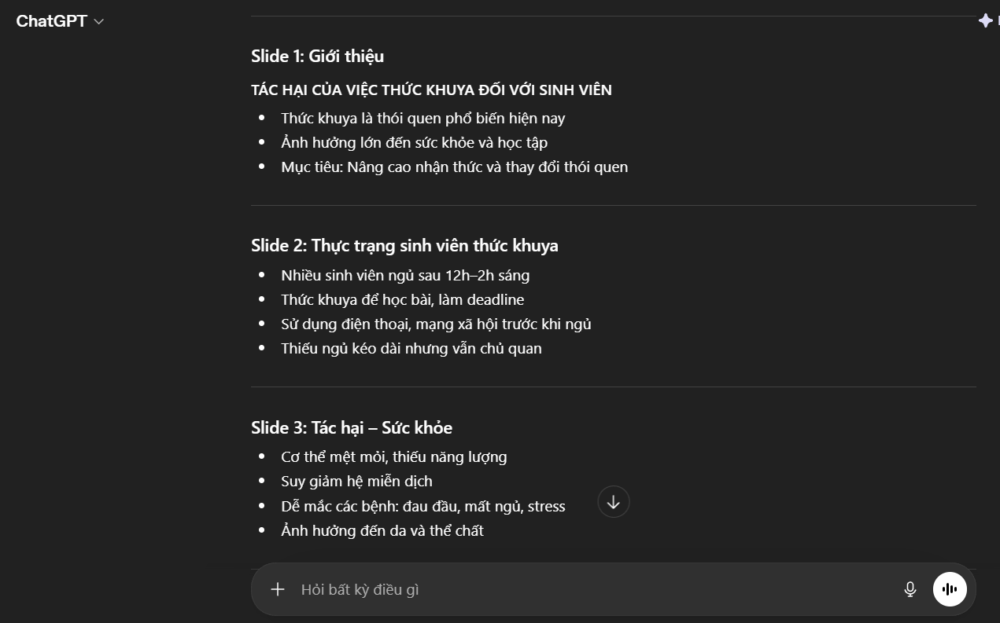 ChatGPT
Slide 1: Giới thiệu
TÁC HẠI CỦA VIỆC THỨC KHUYA ĐỐI VỚI SINH VIÊN
• Thức khuya là thói quen phổ biến hiện nay
• Ảnh hưởng lớn đến sức khỏe và học tập
• Mục tiêu: Nâng cao nhận thức và thay đổi thói quen
Slide 2: Thực trạng sinh viên thức khuya
• Nhiều sinh viên ngủ sau 12h–2h sáng
• Thức khuya để học bài, làm deadline
• Sử dụng điện thoại, mạng xã hội trước khi ngủ
• Thiếu ngủ kéo dài nhưng vẫn chủ quan
Slide 3: Tác hại – Sức khỏe
• Cơ thể mệt mỏi, thiếu năng lượng
• Suy giảm hệ miễn dịch
• Dễ mắc các bệnh: đau đầu, mất ngủ, stress
• Ảnh hưởng đến da và thể chất
Hỏi bất kỳ điều gì